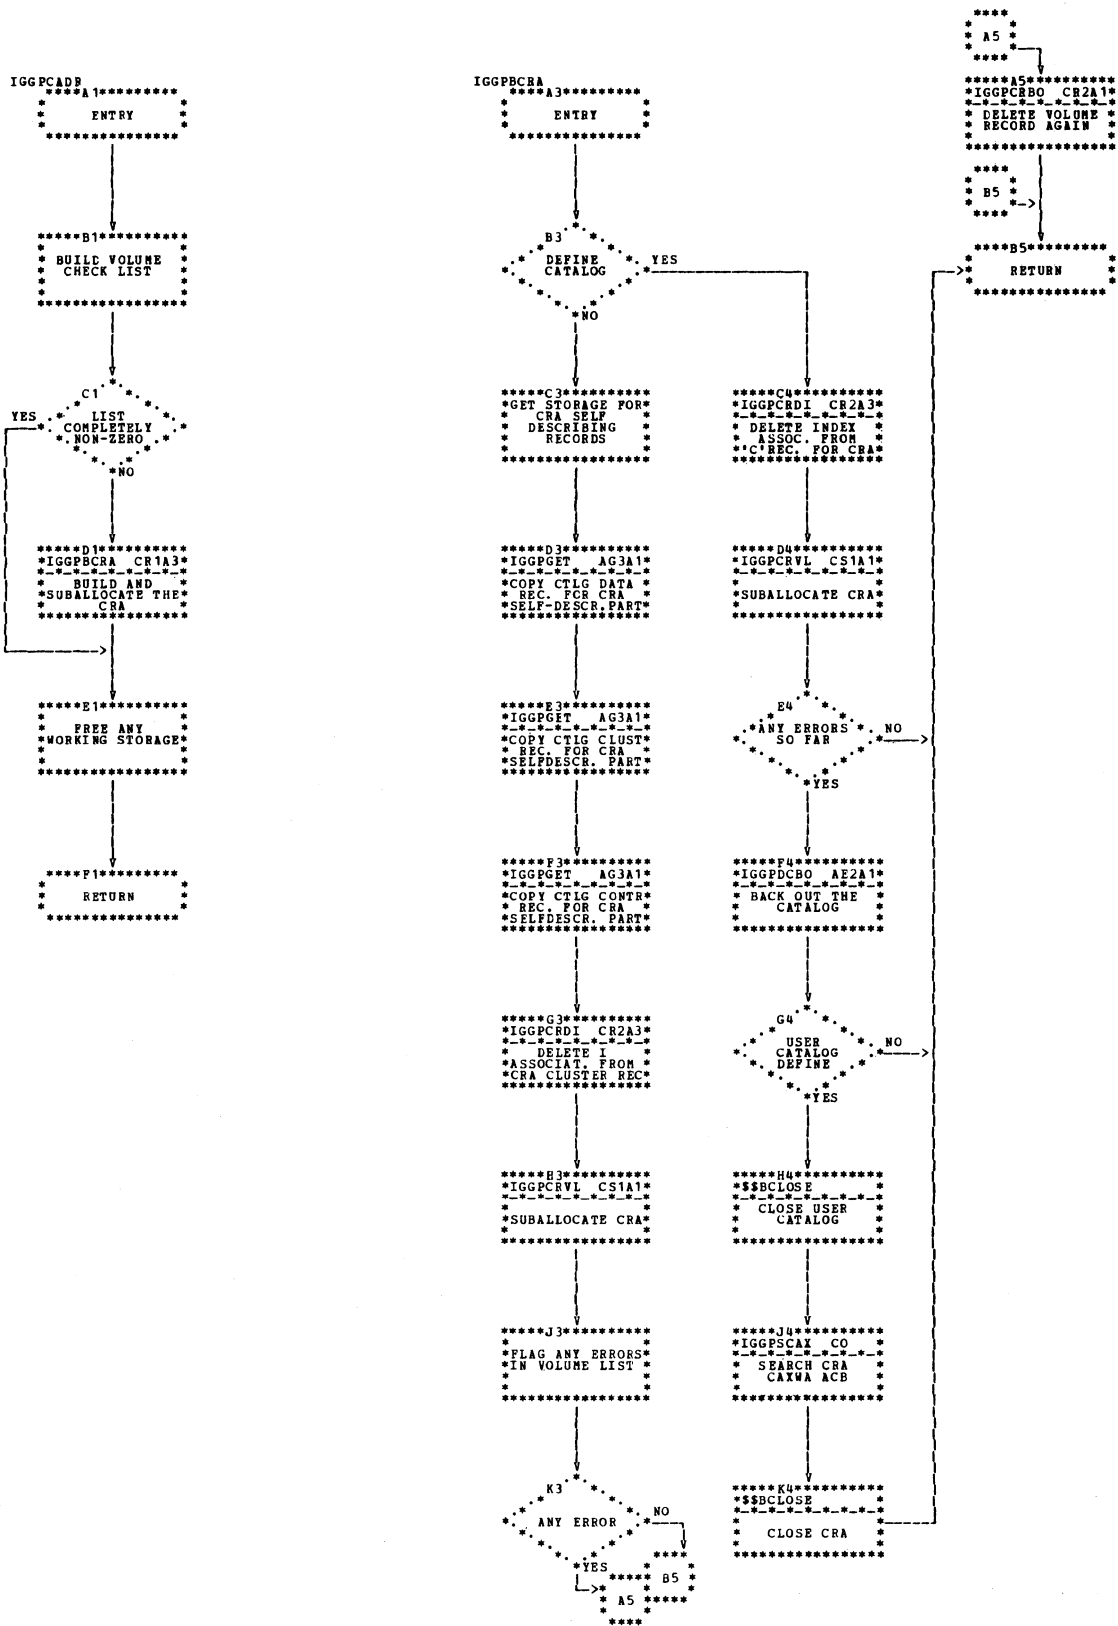 IGGPCADB
A1
ENTRY
B1
BUILD VOLUME
CHECK LIST
C1
LIST
COMPLETELY
NON-ZERO
YES
NO
D1
IGGPBCRA CR1A3
BUILD AND
SUBALLOCATE THE
CRA
E1
FREE ANY
WORKING STORAGE
F1
RETURN
IGGPBCRA
A3
ENTRY
B3
DEFINE
CATALOG
YES
NO
C3
GET STORAGE FOR
CRA SELF
DESCRIBING
RECORDS
D3
IGGPGET AG3A1
COPY CTLG DATA
REC. FCR CRA
SELF-DESCR.PART
E3
IGGPGET AG3A1
COPY CTLG CLUST
REC. FOR CRA
SELFDESCR. PART
F3
IGGPGET AG3A1
COPY CTLG CONTR
REC. FOR CRA
SELFDESCR. PART
G3
IGGPCRDI CR2A3
DELETE I
ASSOCIAT. FROM
CRA CLUSTER REC
H3
IGGPCRVL CS1A1
SUBALLOCATE CRA
J3
FLAG ANY ERRORS
IN VOLUME LIST
K3
ANY ERROR
NO
YES
B5
A5
C4
IGGPCRDI CR2A3
DELETE INDEX
ASSOC. FROM
'C'REC. FOR CRA
D4
IGGPCRVL CS1A1
SUBALLOCATE CRA
E4
ANY ERRORS
SO FAR
NO
YES
F4
IGGPDCBO AE2A1
BACK OUT THE
CATALOG
G4
USER
CATALOG
DEFINE
NO
YES
H4
$$BCLOSE
CLOSE USER
CATALOG
J4
IGGPSCAX CO
SEARCH CRA
CAXWA ACB
K4
$$BCLOSE
CLOSE CRA
A5
A5
IGGPCRBO CR2A1
DELETE VOLUME
RECORD AGAIN
B5
B5
RETURN